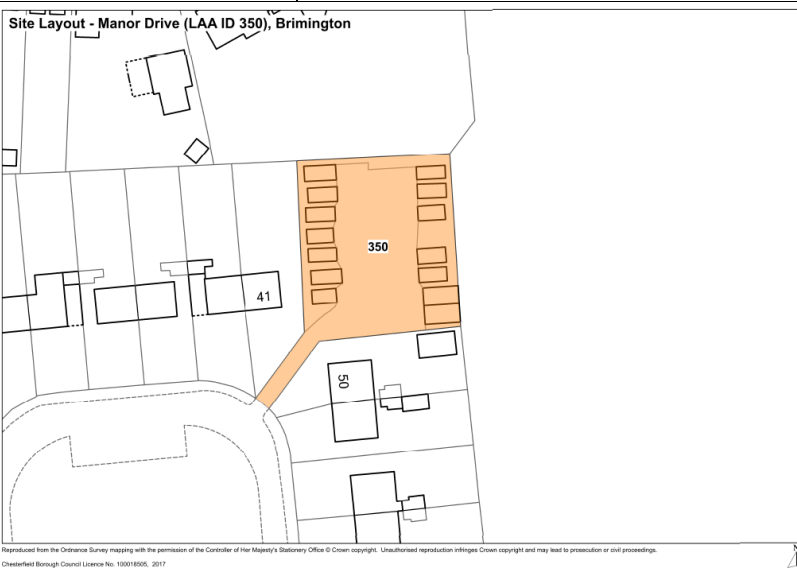 Site Layout - Manor Drive (LAA ID 350), Brimington
350
41
50
Reproduced from the Ordnance Survey mapping with the permission of the Controller of Her Majesty's Stationery Office © Crown copyright. Unauthorised reproduction infringes Crown copyright and may lead to prosecution or civil proceedings.
Chesterfield Borough Council Licence No. 100018505, 2017
N